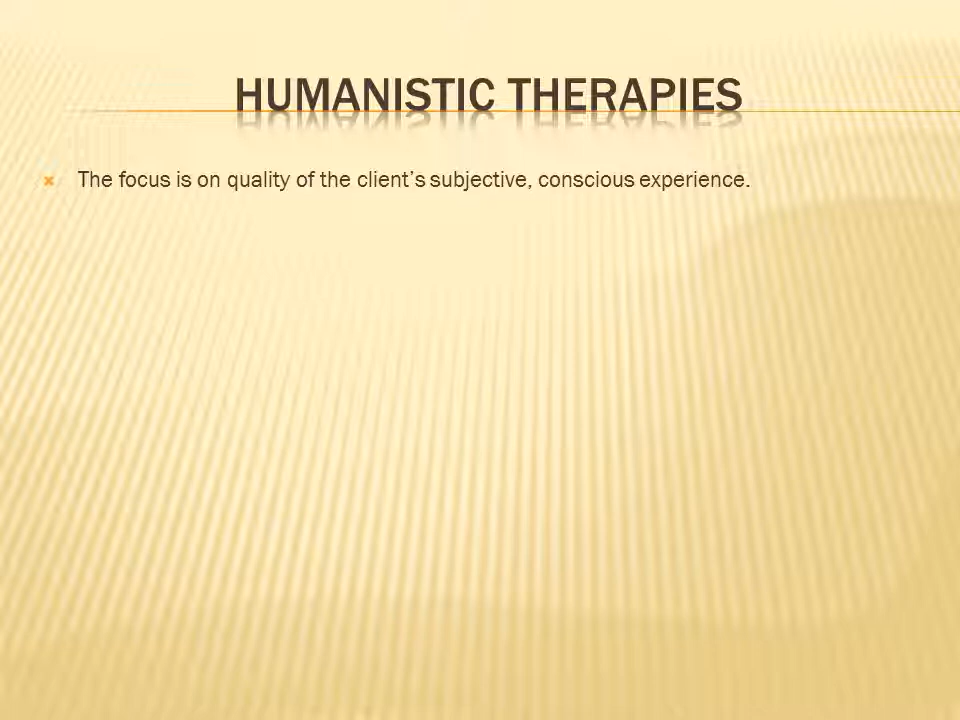 HUMANISTIC THERAPIES
The focus is on quality of the client’s subjective, conscious experience.